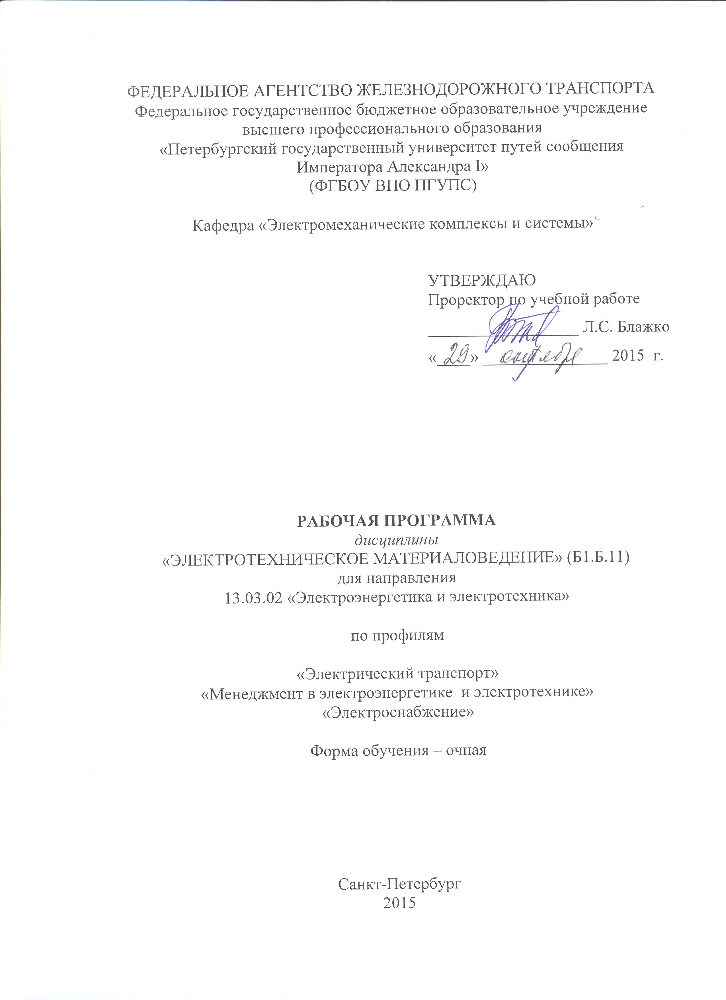 ФЕДЕРАЛЬНОЕ АГЕНТСТВО ЖЕЛЕЗНОДОРОЖНОГО ТРАНСПОРТА
Федеральное государственное бюджетное образовательное учреждение
высшего профессионального образования
«Петербургский государственный университет путей сообщения
Императора Александра I»
(ФГБОУ ВПО ПГУПС)
Кафедра «Электромеханические комплексы и системы»
УТВЕРЖДАЮ
Проректор по учебной работе
Л.С. Блажко
«29» октября 2015 г.
РАБОЧАЯ ПРОГРАММА
дисциплины
«ЭЛЕКТРОТЕХНИЧЕСКОЕ МАТЕРИАЛОВЕДЕНИЕ» (Б1.Б.11)
для направления
13.03.02 «Электроэнергетика и электротехника»
по профилям
«Электрический транспорт»
«Менеджмент в электроэнергетике и электротехнике»
«Электроснабжение»
Форма обучения – очная
Санкт-Петербург
2015